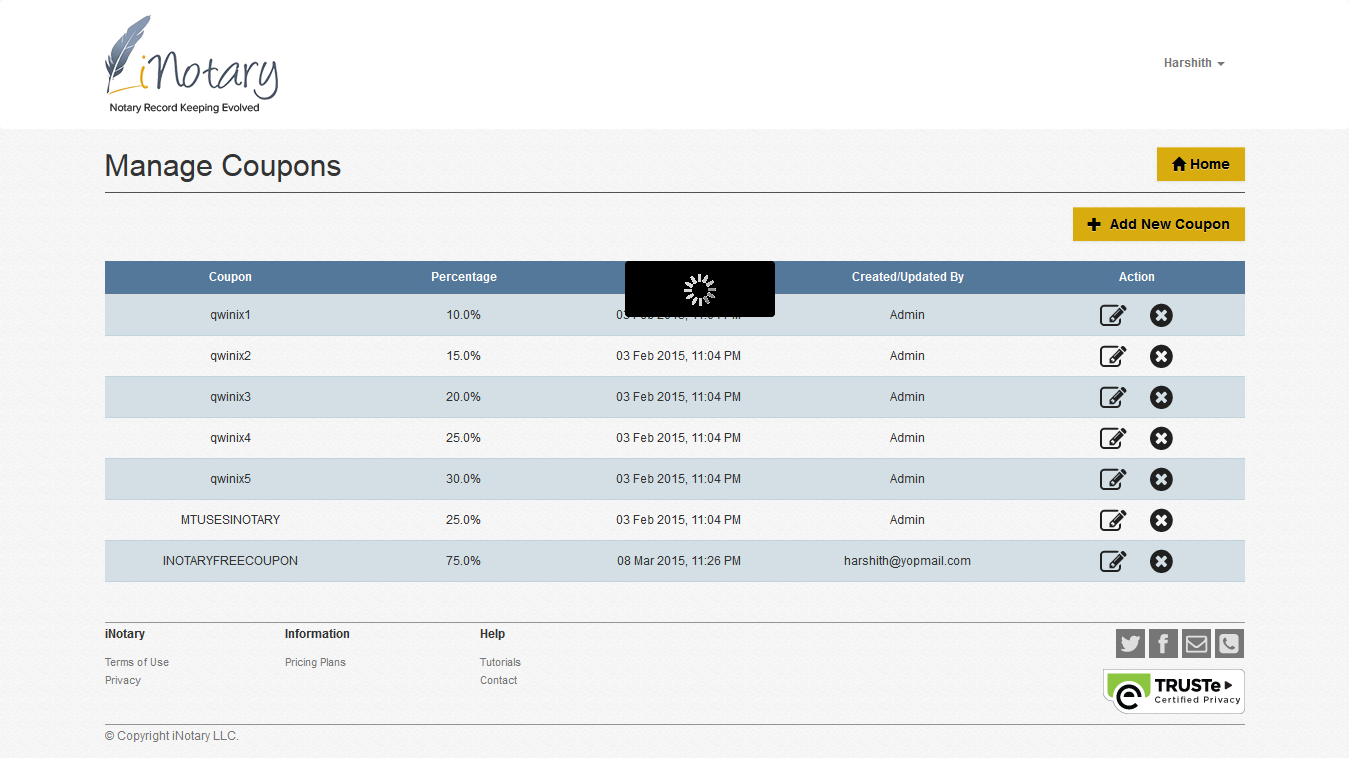 iNotary
Notary Record Keeping Evolved
Harshith
Manage Coupons
Home
Add New Coupon
Coupon Percentage Created/Updated By Action
qwinix1 10.0% 03 Feb 2015, 11:04 PM Admin
qwinix2 15.0% 03 Feb 2015, 11:04 PM Admin
qwinix3 20.0% 03 Feb 2015, 11:04 PM Admin
qwinix4 25.0% 03 Feb 2015, 11:04 PM Admin
qwinix5 30.0% 03 Feb 2015, 11:04 PM Admin
MTUSESINOTARY 25.0% 03 Feb 2015, 11:04 PM Admin
INOTARYFREECOUPON 75.0% 08 Mar 2015, 11:26 PM harshith@yopmail.com
iNotary Information Help
Terms of Use Pricing Plans Tutorials
Privacy Contact
TRUSTe
Certified Privacy
© Copyright iNotary LLC.